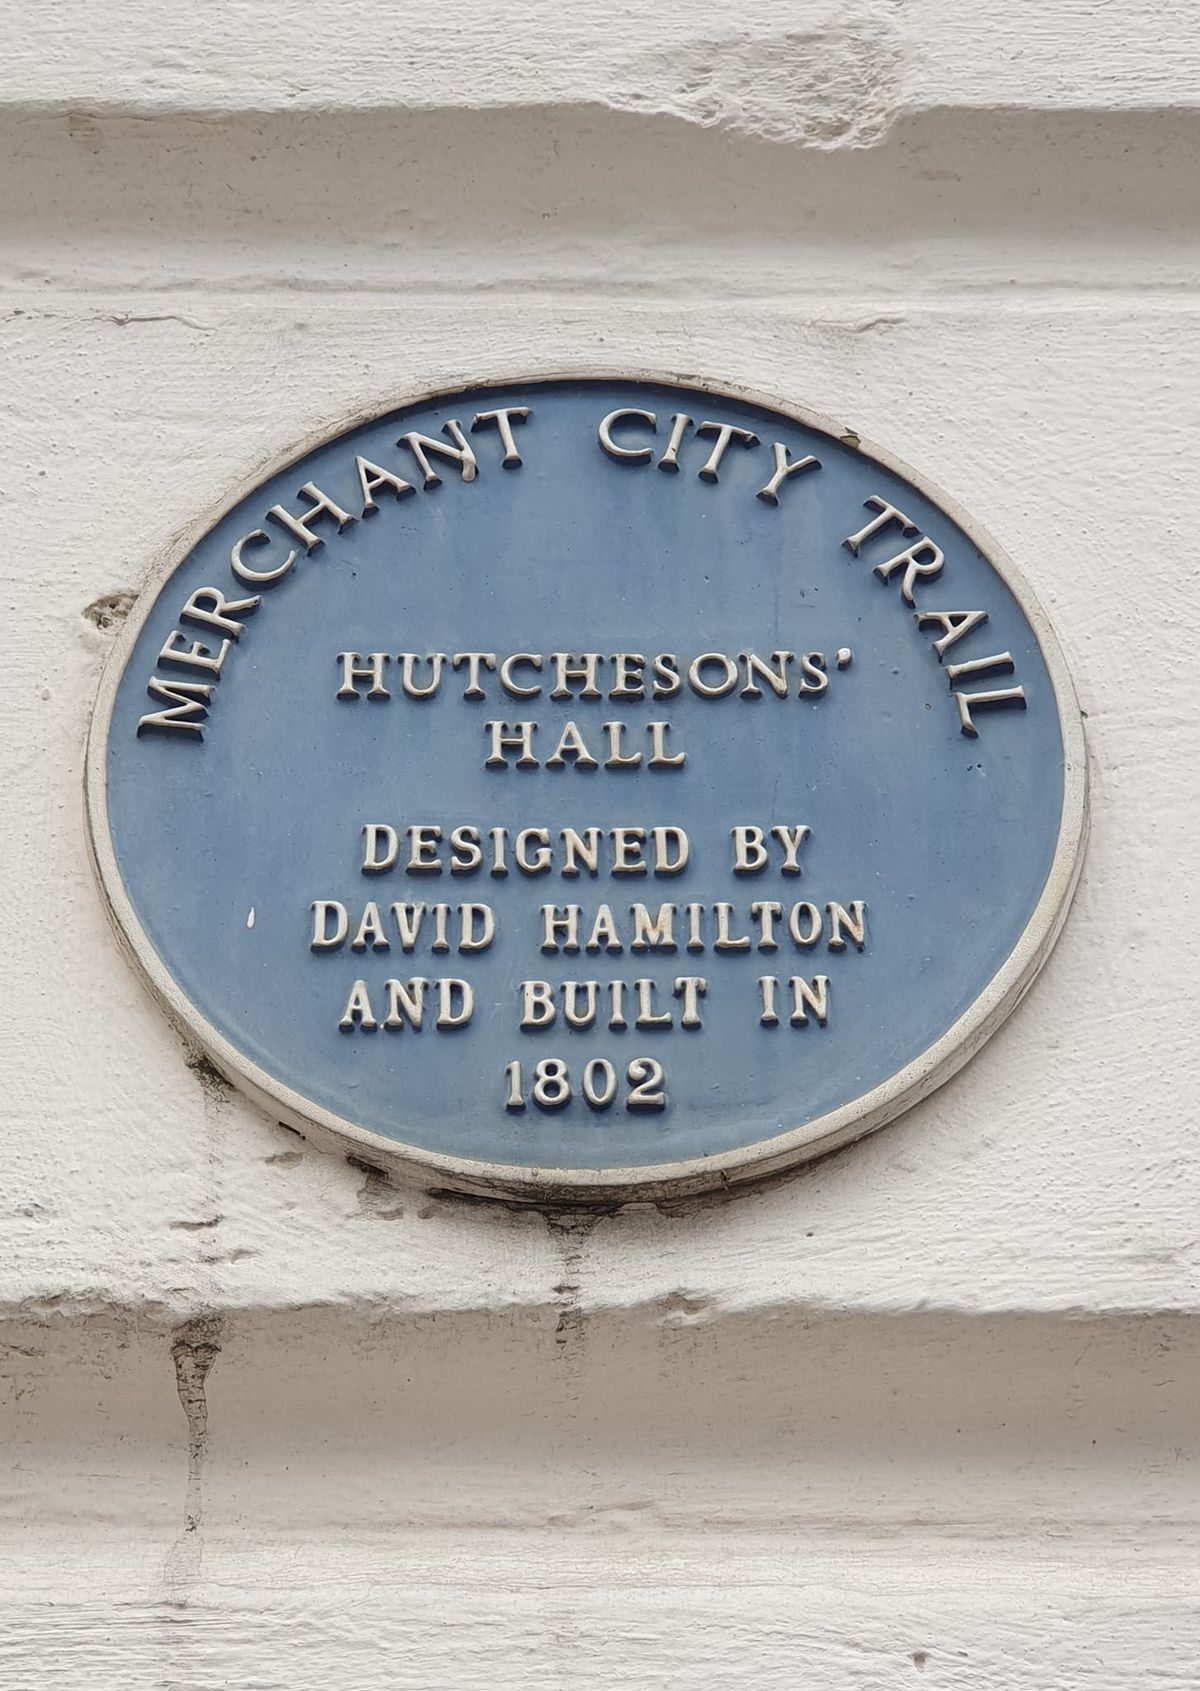 MERCHANT CITY TRAIL
HUTCHESONS'
HALL
DESIGNED BY
DAVID HAMILTON
AND BUILT IN
1802